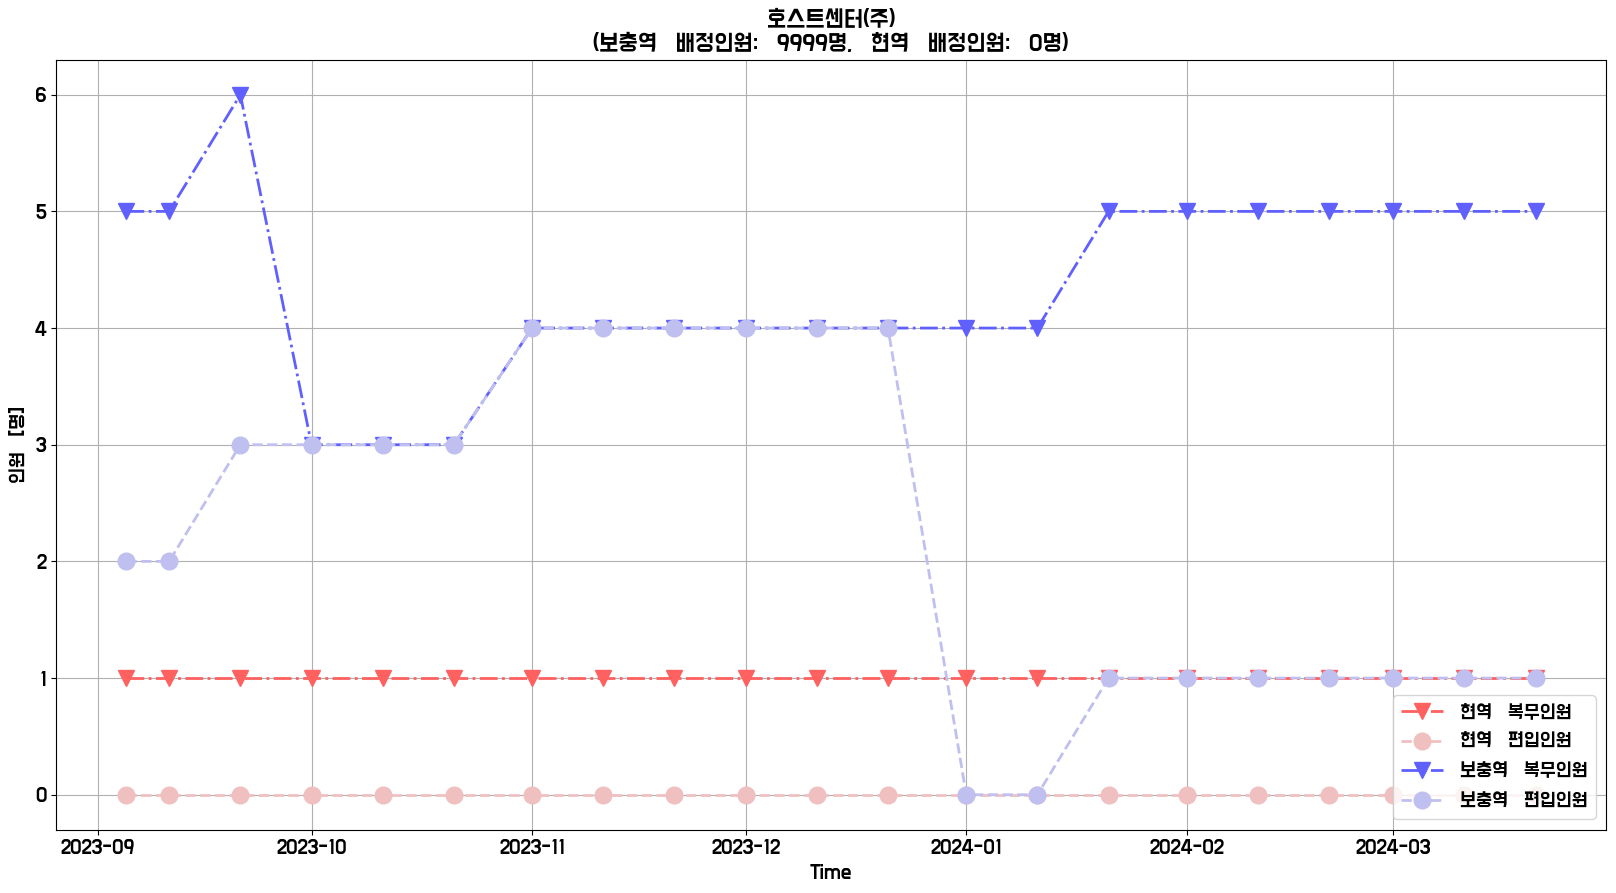 호스트센터(주)
(보충역 배정인원: 9999명, 현역 배정인원: 0명)
6
5
4
3
2
1
0
인원 [명]
2023-09 2023-10 2023-11 2023-12 2024-01 2024-02 2024-03
Time
현역 복무인원
현역 편입인원
보충역 복무인원
보충역 편입인원